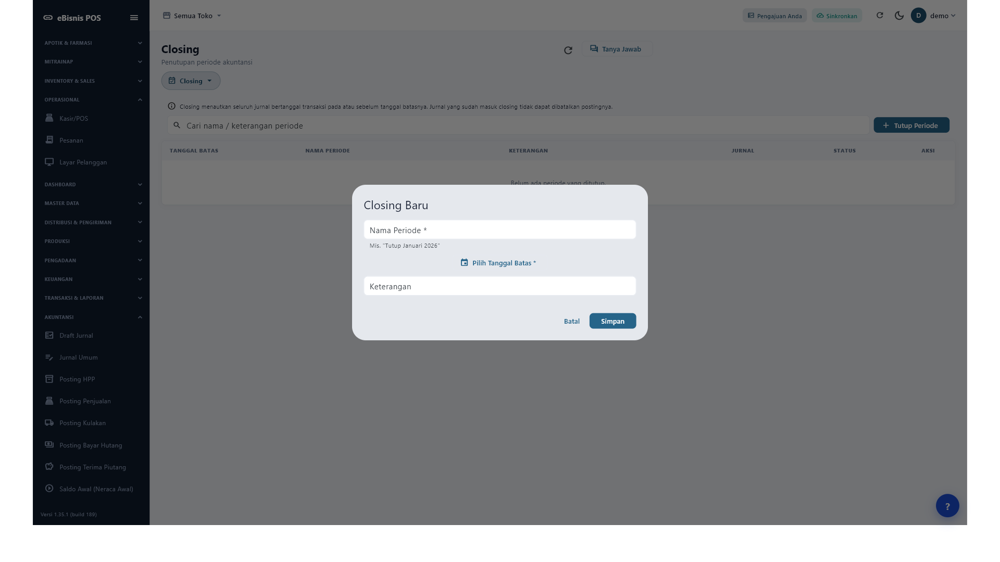 eBisnis POS
Semua Toko
Pengajuan Anda
Sinkronkan
D
demo
APOTIK & FARMASI
MITRAINAP
INVENTORY & SALES
OPERASIONAL
Kasir/POS
Pesanan
Layar Pelanggan
DASHBOARD
MASTER DATA
DISTRIBUSI & PENGIRIMAN
PRODUKSI
PENGADAAN
KEUANGAN
TRANSAKSI & LAPORAN
AKUNTANSI
Draft Jurnal
Jurnal Umum
Posting HPP
Posting Penjualan
Posting Kulakan
Posting Bayar Hutang
Posting Terima Piutang
Saldo Awal (Neraca Awal)
Versi 1.35.1 (build 189)
Closing
Tanya Jawab
Penutupan periode akuntansi
Closing
Closing menautkan seluruh jurnal bertanggal transaksi pada atau sebelum tanggal batasnya. Jurnal yang sudah masuk closing tidak dapat dibatalkan postingnya.
Cari nama / keterangan periode
Tutup Periode
TANGGAL BATAS NAMA PERIODE KETERANGAN JURNAL STATUS AKSI
Belum ada periode yang ditutup.
Closing Baru
Nama Periode *
Mis. "Tutup Januari 2026"
Pilih Tanggal Batas *
Keterangan
Batal
Simpan
?